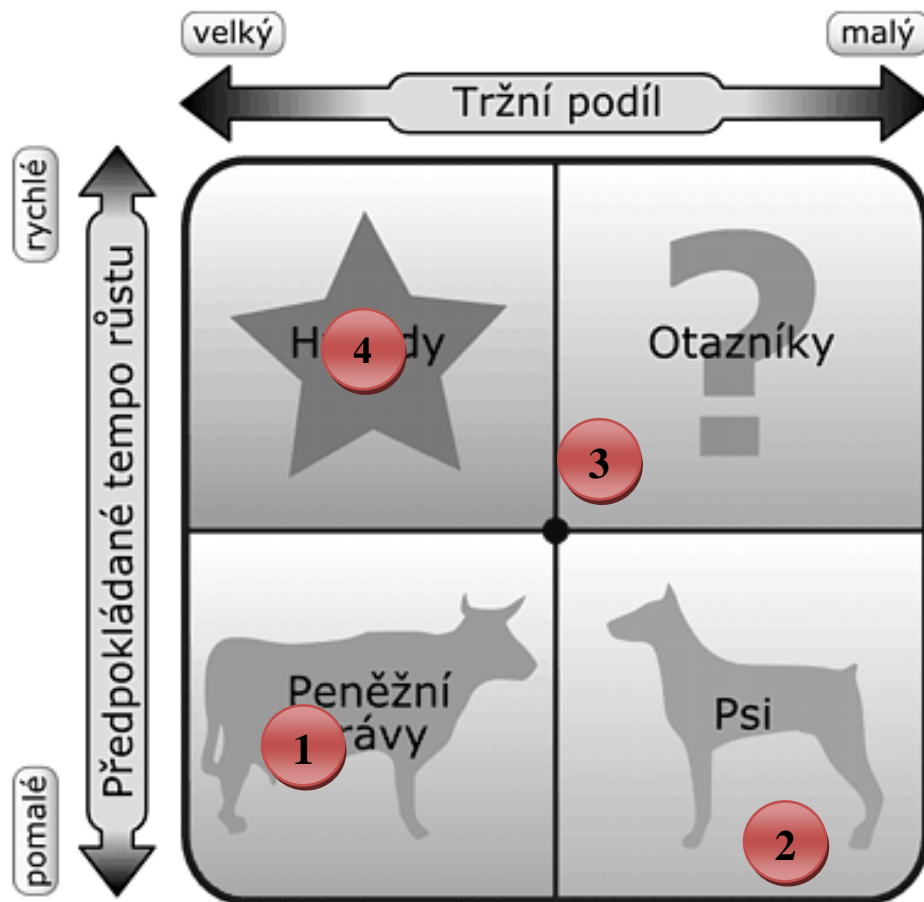 velký
malý
Tržní podíl
rychlé
Předpokládané tempo růstu
pomalé
4
Otazníky
3
Peněžní
1
Psi
2